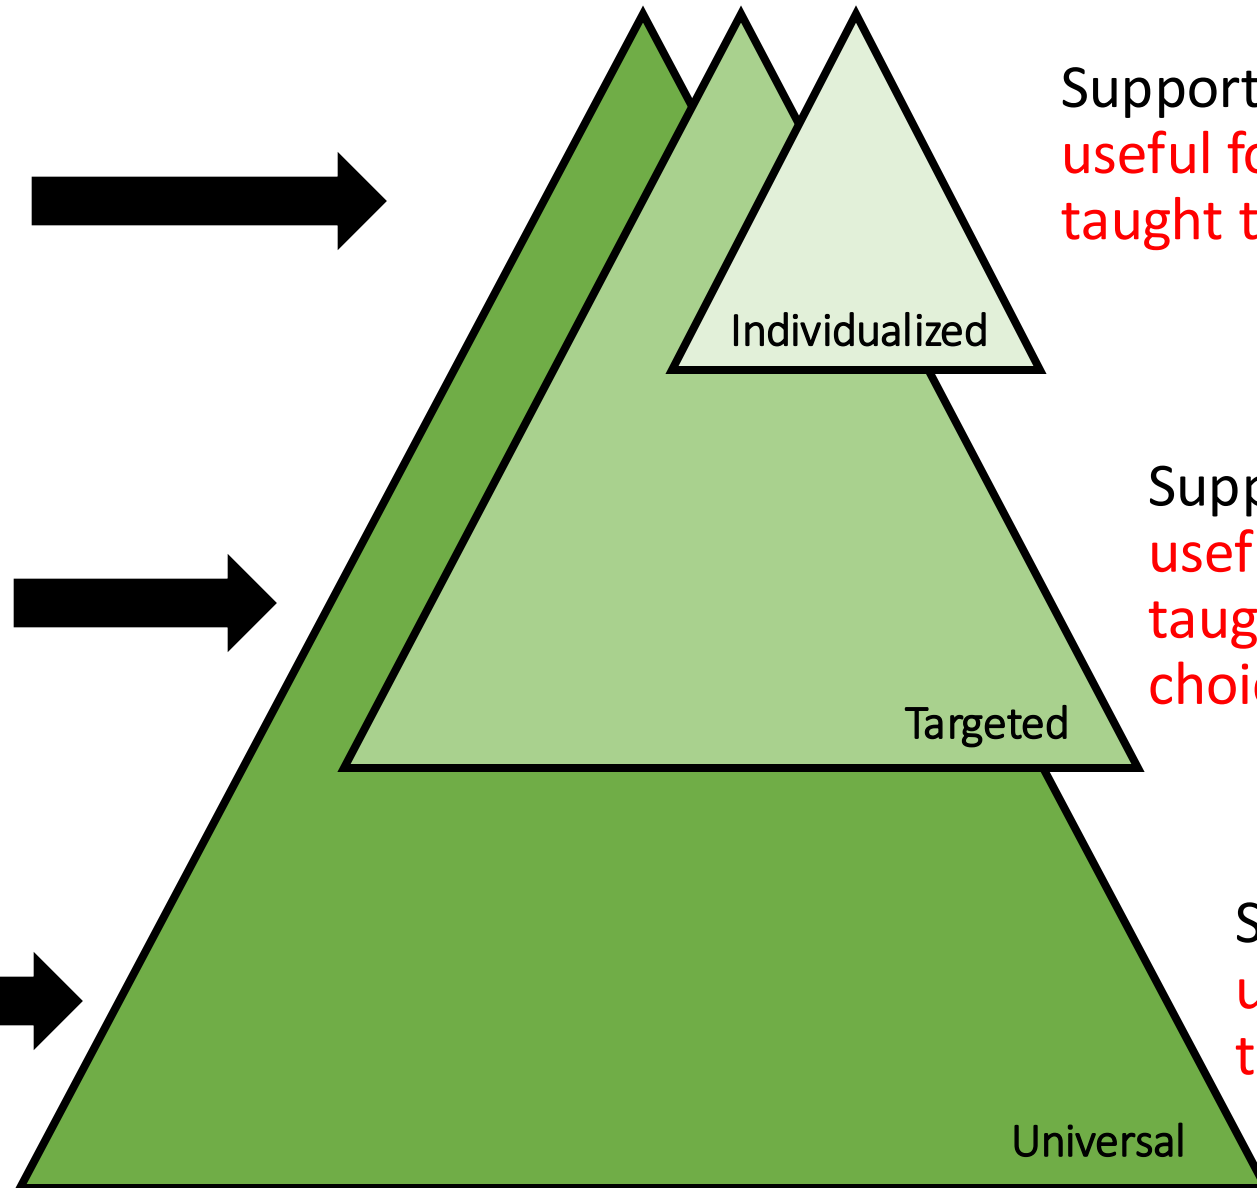 Support
useful fo
taught t
Individualized
Supp
usef
taug
choi
Targeted
S
u
t
Universal